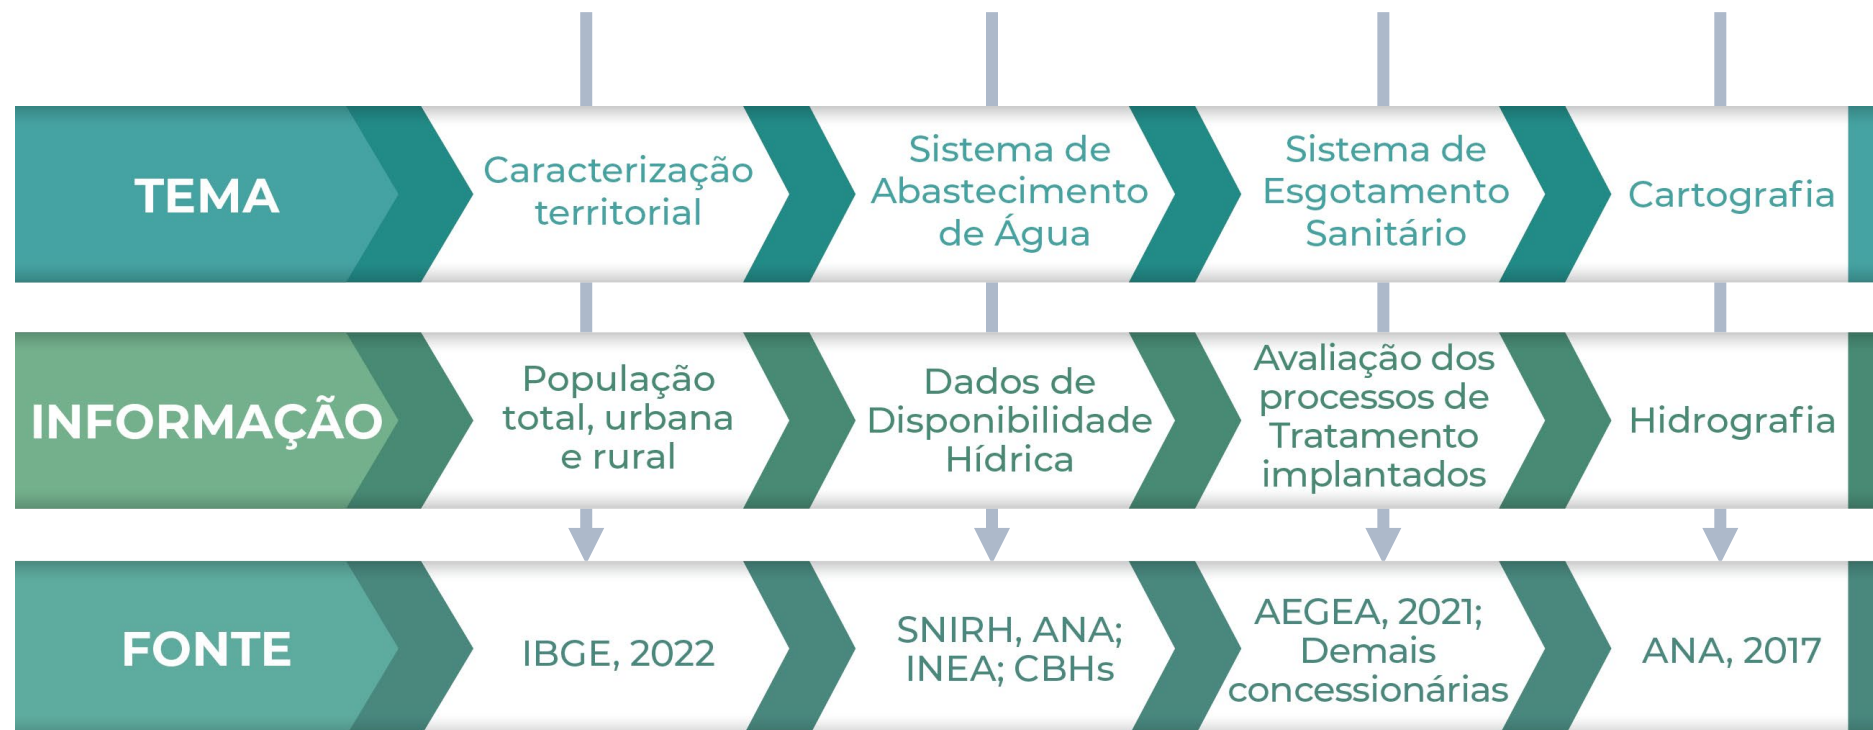 TEMA
Caracterização
territorial
Sistema de
Abastecimento
de Água
Sistema de
Esgotamento
Sanitário
Cartografia
INFORMAÇÃO
População
total, urbana
e rural
Dados de
Disponibilidade
Hídrica
Avaliação dos
processos de
Tratamento
implantados
Hidrografia
FONTE
IBGE, 2022
SNIRH, ANA;
INEA; CBHs
AEGEA, 2021;
Demais
concessionárias
ANA, 2017